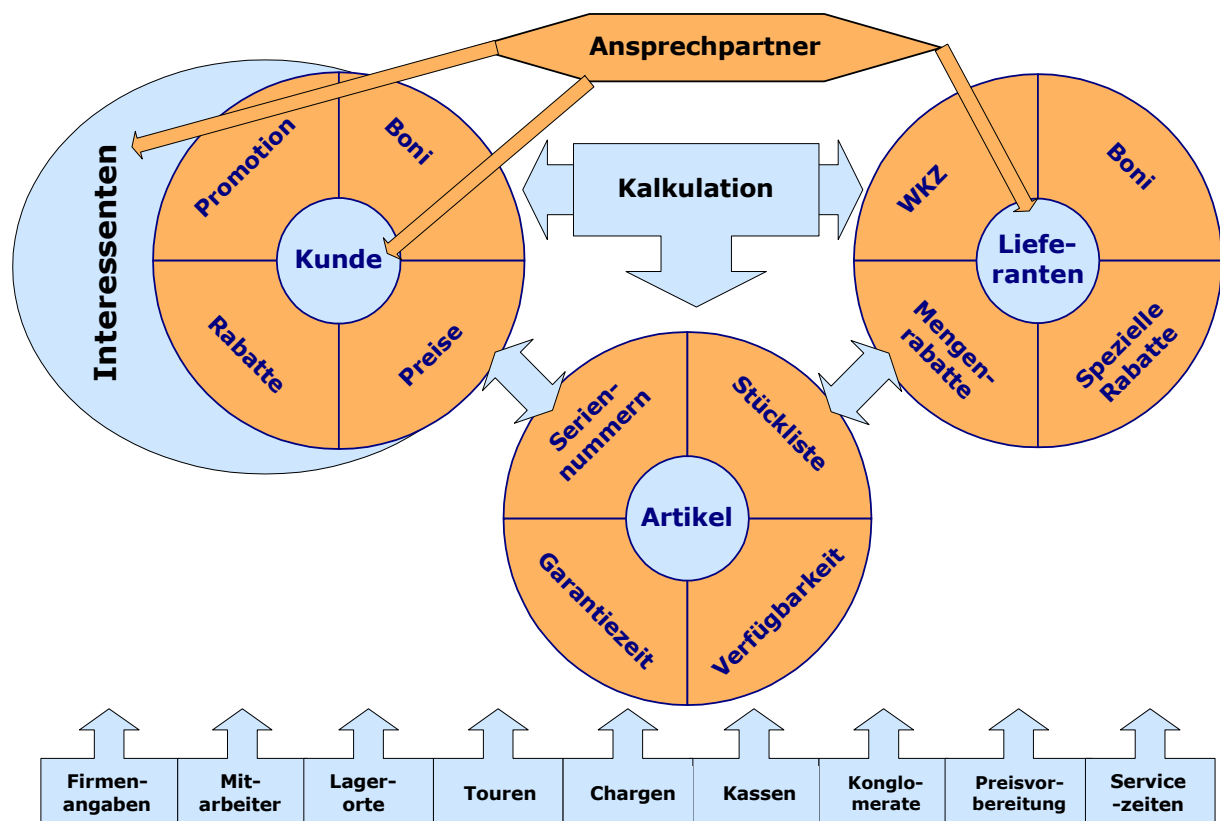 Ansprechpartner
Interessenten
Promotion
Boni
Kunde
Rabatte
Preise
Kalkulation
WKZ
Boni
Liefe-
ranten
Mengen-
rabatte
Spezielle
Rabatte
Serien-
nummern
Stückliste
Artikel
Garantiezeit
Verfügbarkeit
Firmen-
angaben
Mit-
arbeiter
Lager-
orte
Touren
Chargen
Kassen
Konglo-
merate
Preisvor-
bereitung
Service
-zeiten